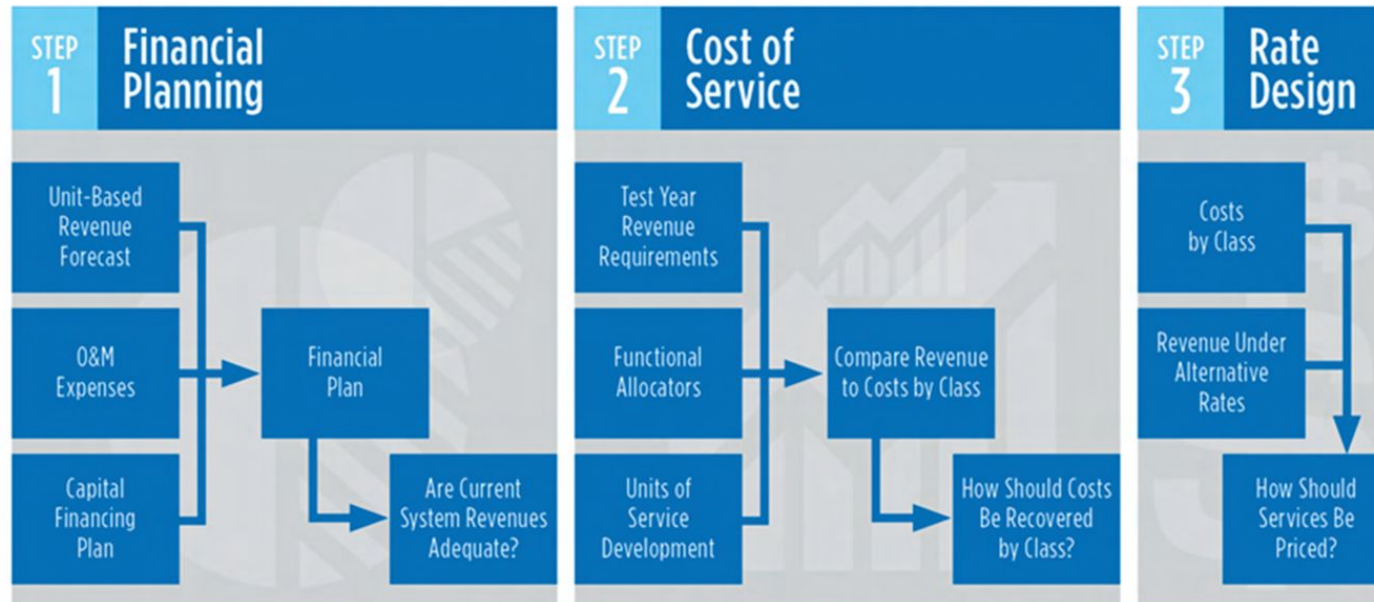 STEP
1
Financial
Planning
Unit-Based
Revenue
Forecast
O&M
Expenses
Capital
Financing
Plan
Financial
Plan
Are Current
System Revenues
Adequate?
STEP
2
Cost of
Service
Test Year
Revenue
Requirements
Functional
Allocators
Units of
Service
Development
Compare Revenue
to Costs by Class
How Should Costs
Be Recovered
by Class?
STEP
3
Rate
Design
Costs
by Class
Revenue Under
Alternative
Rates
How Should
Services Be
Priced?